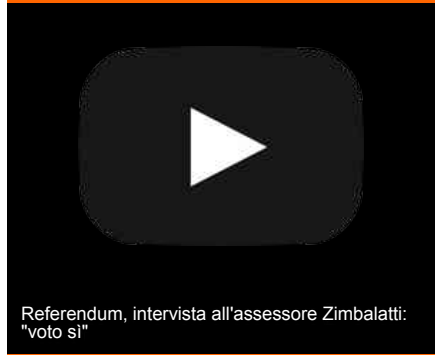 Referendum, intervista all'assessore Zimbalatti:
"voto sì"